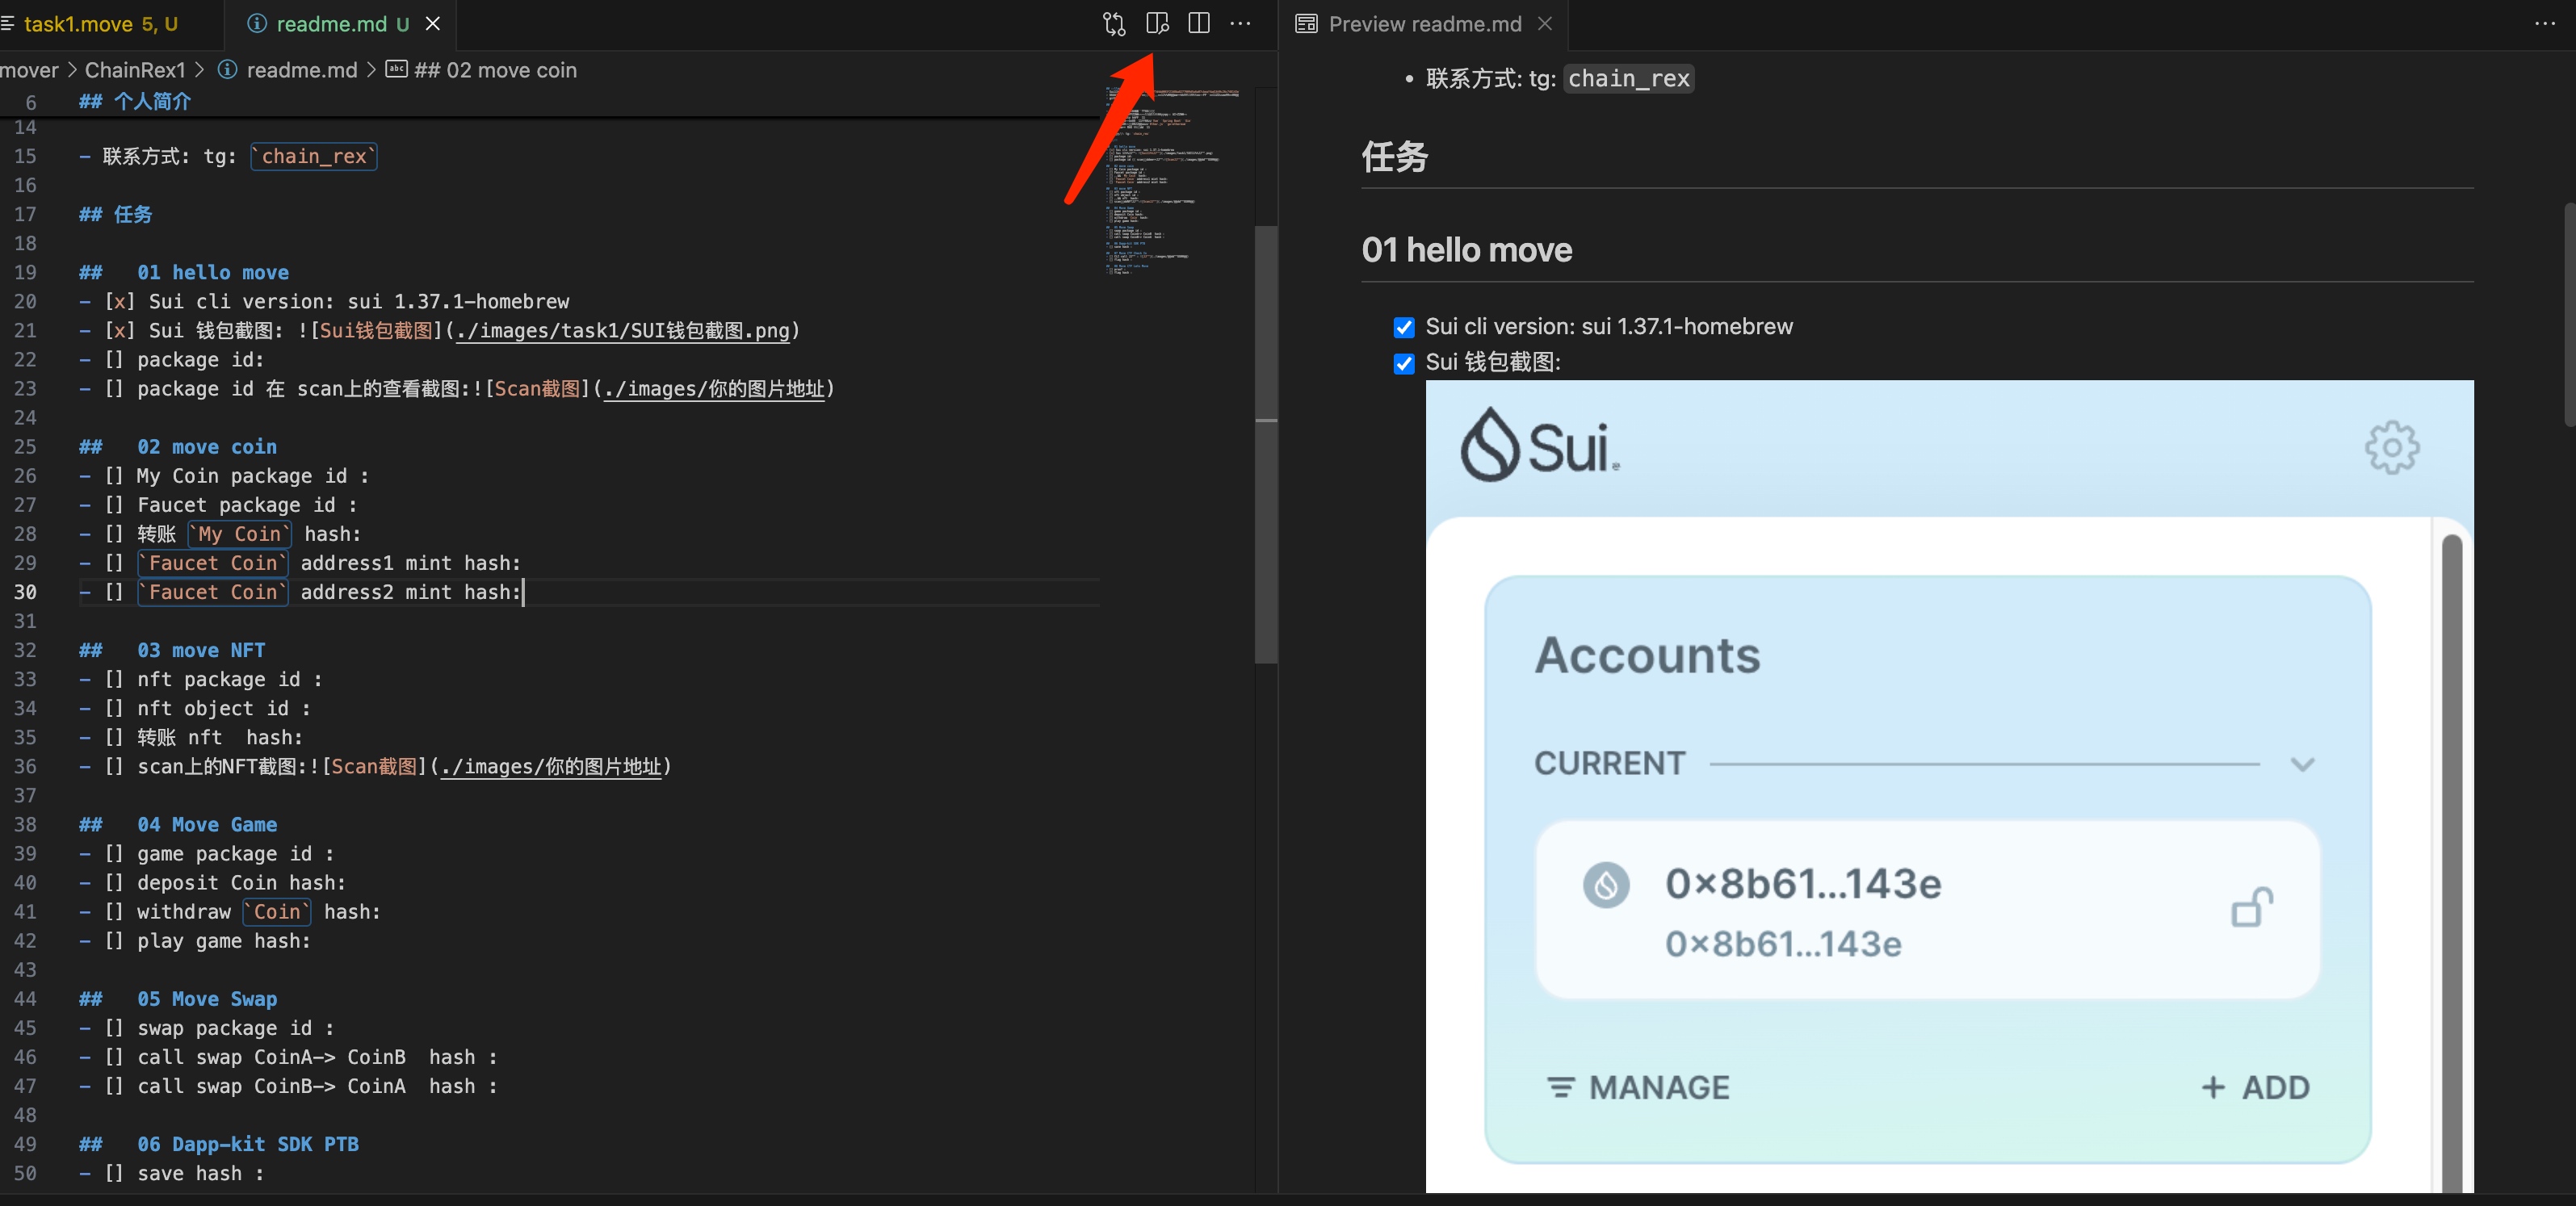 task1.move 5, U
readme.md U
mover > ChainRex1 > readme.md > ## 02 move coin
6 ## 个人简介
14
15 - 联系方式: tg: `chain_rex`
16
17 ## 任务
18
19 ##   01 hello move
20 - [x] Sui cli version: sui 1.37.1-homebrew
21 - [x] Sui 钱包截图: ![Sui钱包截图](./images/task1/SUI钱包截图.png)
22 - [] package id:
23 - [] package id 在 scan上的查看截图:![Scan截图](./images/你的图片地址)
24
25 ##   02 move coin
26 - [] My Coin package id :
27 - [] Faucet package id :
28 - [] 转账 `My Coin` hash:
29 - [] `Faucet Coin` address1 mint hash:
30 - [] `Faucet Coin` address2 mint hash:
31
32 ##   03 move NFT
33 - [] nft package id :
34 - [] nft object id :
35 - [] 转账 nft  hash:
36 - [] scan上的NFT截图:![Scan截图](./images/你的图片地址)
37
38 ##   04 Move Game
39 - [] game package id :
40 - [] deposit Coin hash:
41 - [] withdraw `Coin` hash:
42 - [] play game hash:
43
44 ##   05 Move Swap
45 - [] swap package id :
46 - [] call swap CoinA-> CoinB  hash :
47 - [] call swap CoinB-> CoinA  hash :
48
49 ##   06 Dapp-kit SDK PTB
50 - [] save hash :
Preview readme.md
• 联系方式: tg: chain_rex
任务
01 hello move
Sui cli version: sui 1.37.1-homebrew
Sui 钱包截图:
Sui
Accounts
CURRENT
0×8b61...143e
0×8b61...143e
MANAGE
+ ADD